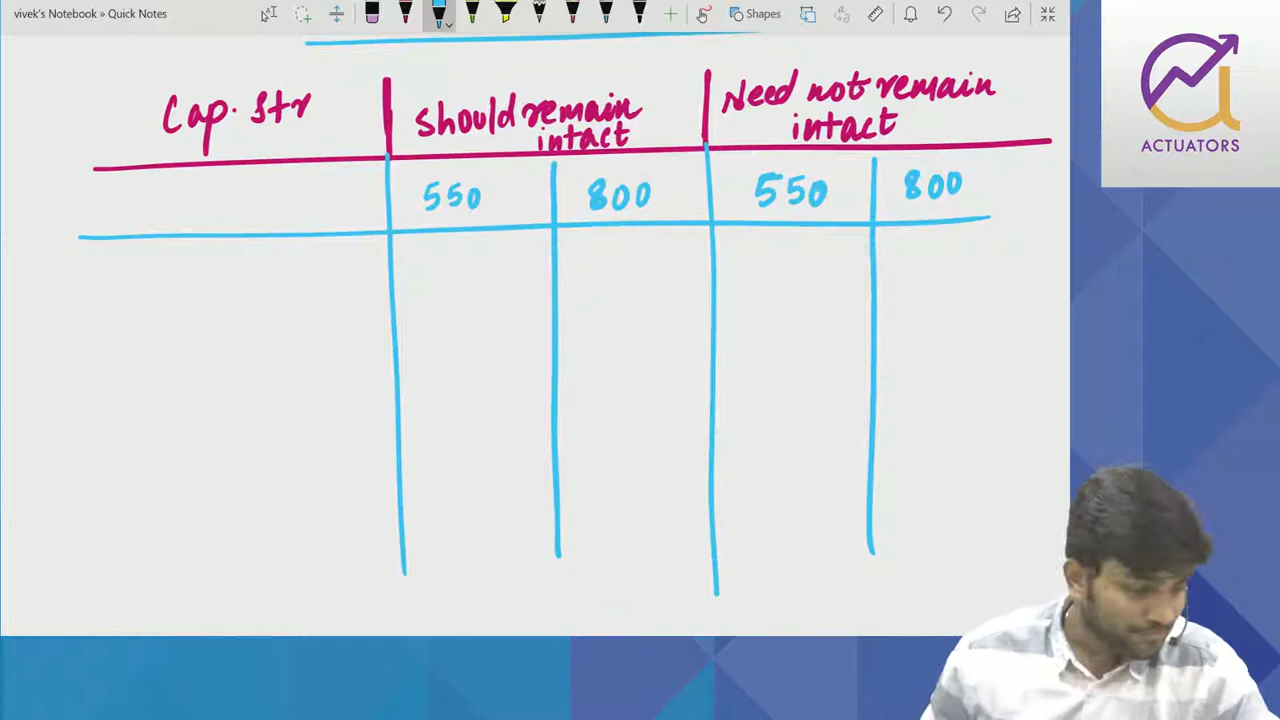 vivek's Notebook » Quick Notes
Shapes
Cap. Str
Should remain
intact
Need not remain
intact
550
800
550
800
ACTUATORS